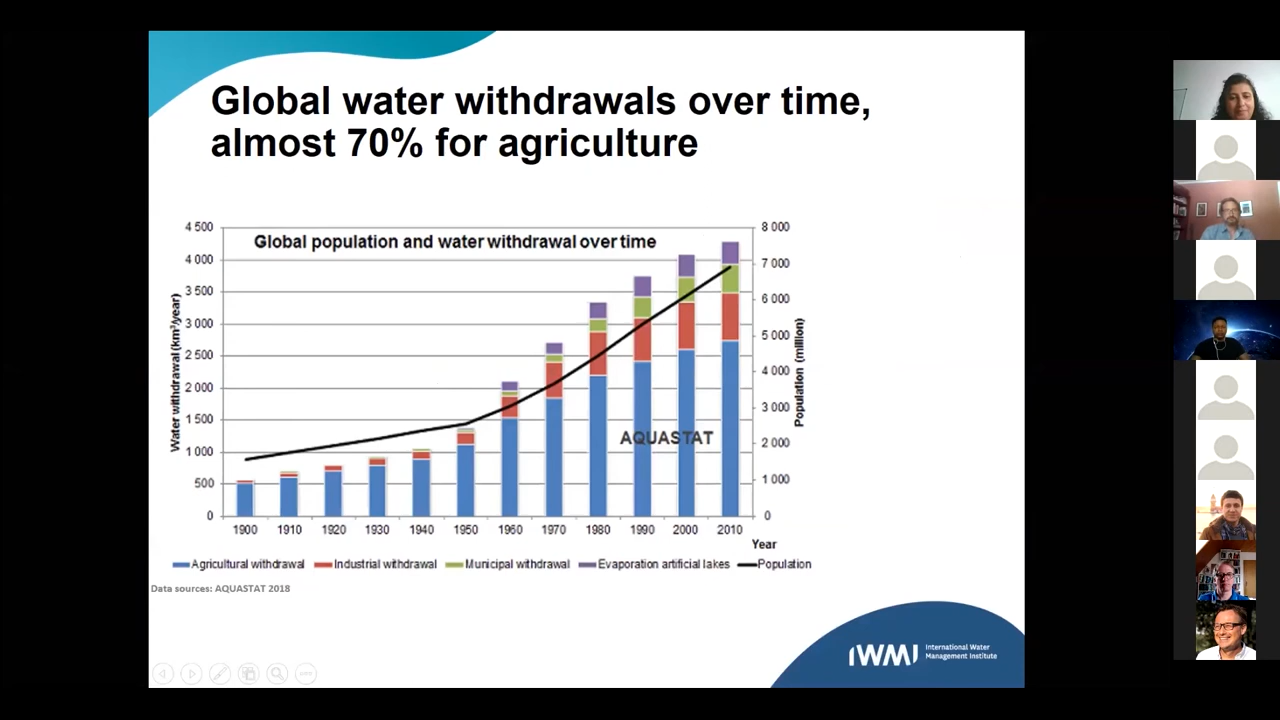 Global water withdrawals over time,
almost 70% for agriculture
Global population and water withdrawal over time
Water withdrawal (km³/year)
4 500
4 000
3 500
3 000
2 500
2 000
1 500
1 000
500
0
8 000
7 000
6 000
5 000
4 000
3 000
2 000
1 000
0
Population (million)
AQUASTAT
1900 1910 1920 1930 1940 1950 1960 1970 1980 1990 2000 2010
Year
Agricultural withdrawal Industrial withdrawal Municipal withdrawal Evaporation artificial lakes Population
Data sources: AQUASTAT 2018
IWMI
International Water
Management Institute